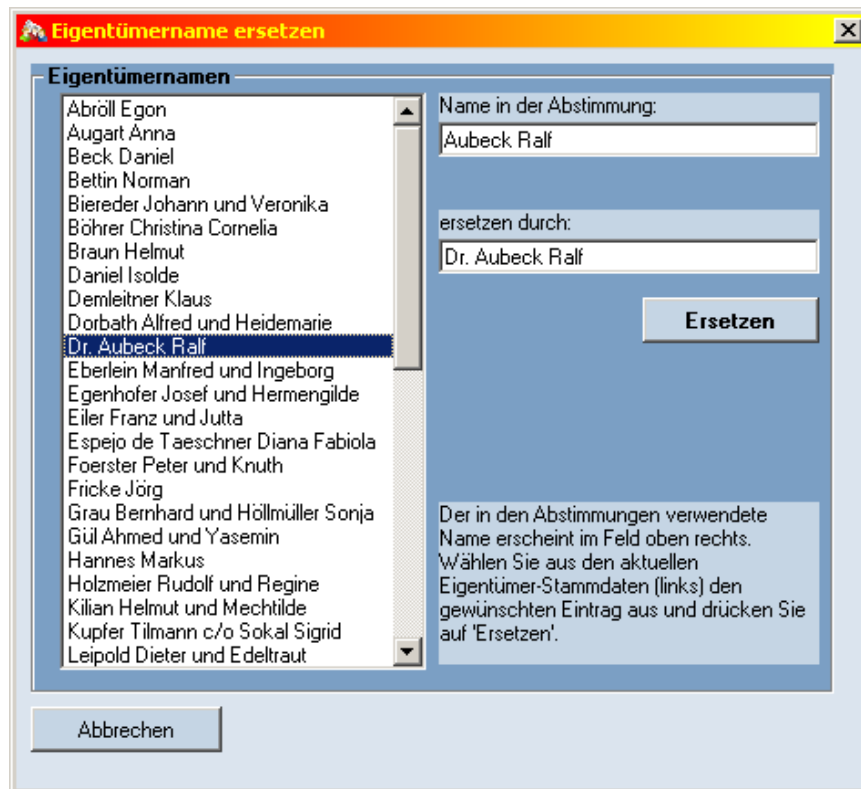 Eigentümername ersetzen
Eigentümernamen
Abröll Egon
Augart Anna
Beck Daniel
Bettin Norman
Biereder Johann und Veronika
Böhrer Christina Cornelia
Braun Helmut
Daniel Isolde
Demleitner Klaus
Dorbath Alfred und Heidemarie
Dr. Aubeck Ralf
Eberlein Manfred und Ingeborg
Egenhofer Josef und Hermengilde
Eiler Franz und Jutta
Espejo de Taeschner Diana Fabiola
Foerster Peter und Knuth
Fricke Jörg
Grau Bernhard und Höllmüller Sonja
Gül Ahmed und Yasemin
Hannes Markus
Holzmeier Rudolf und Regine
Kilian Helmut und Mechtilde
Kupfer Tilmann c/o Sokal Sigrid
Leipold Dieter und Edeltraut
Name in der Abstimmung:
Aubeck Ralf
ersetzen durch:
Dr. Aubeck Ralf
Ersetzen
Der in den Abstimmungen verwendete
Name erscheint im Feld oben rechts.
Wählen Sie aus den aktuellen
Eigentümer-Stammdaten (links) den
gewünschten Eintrag aus und drücken Sie
auf 'Ersetzen'.
Abbrechen